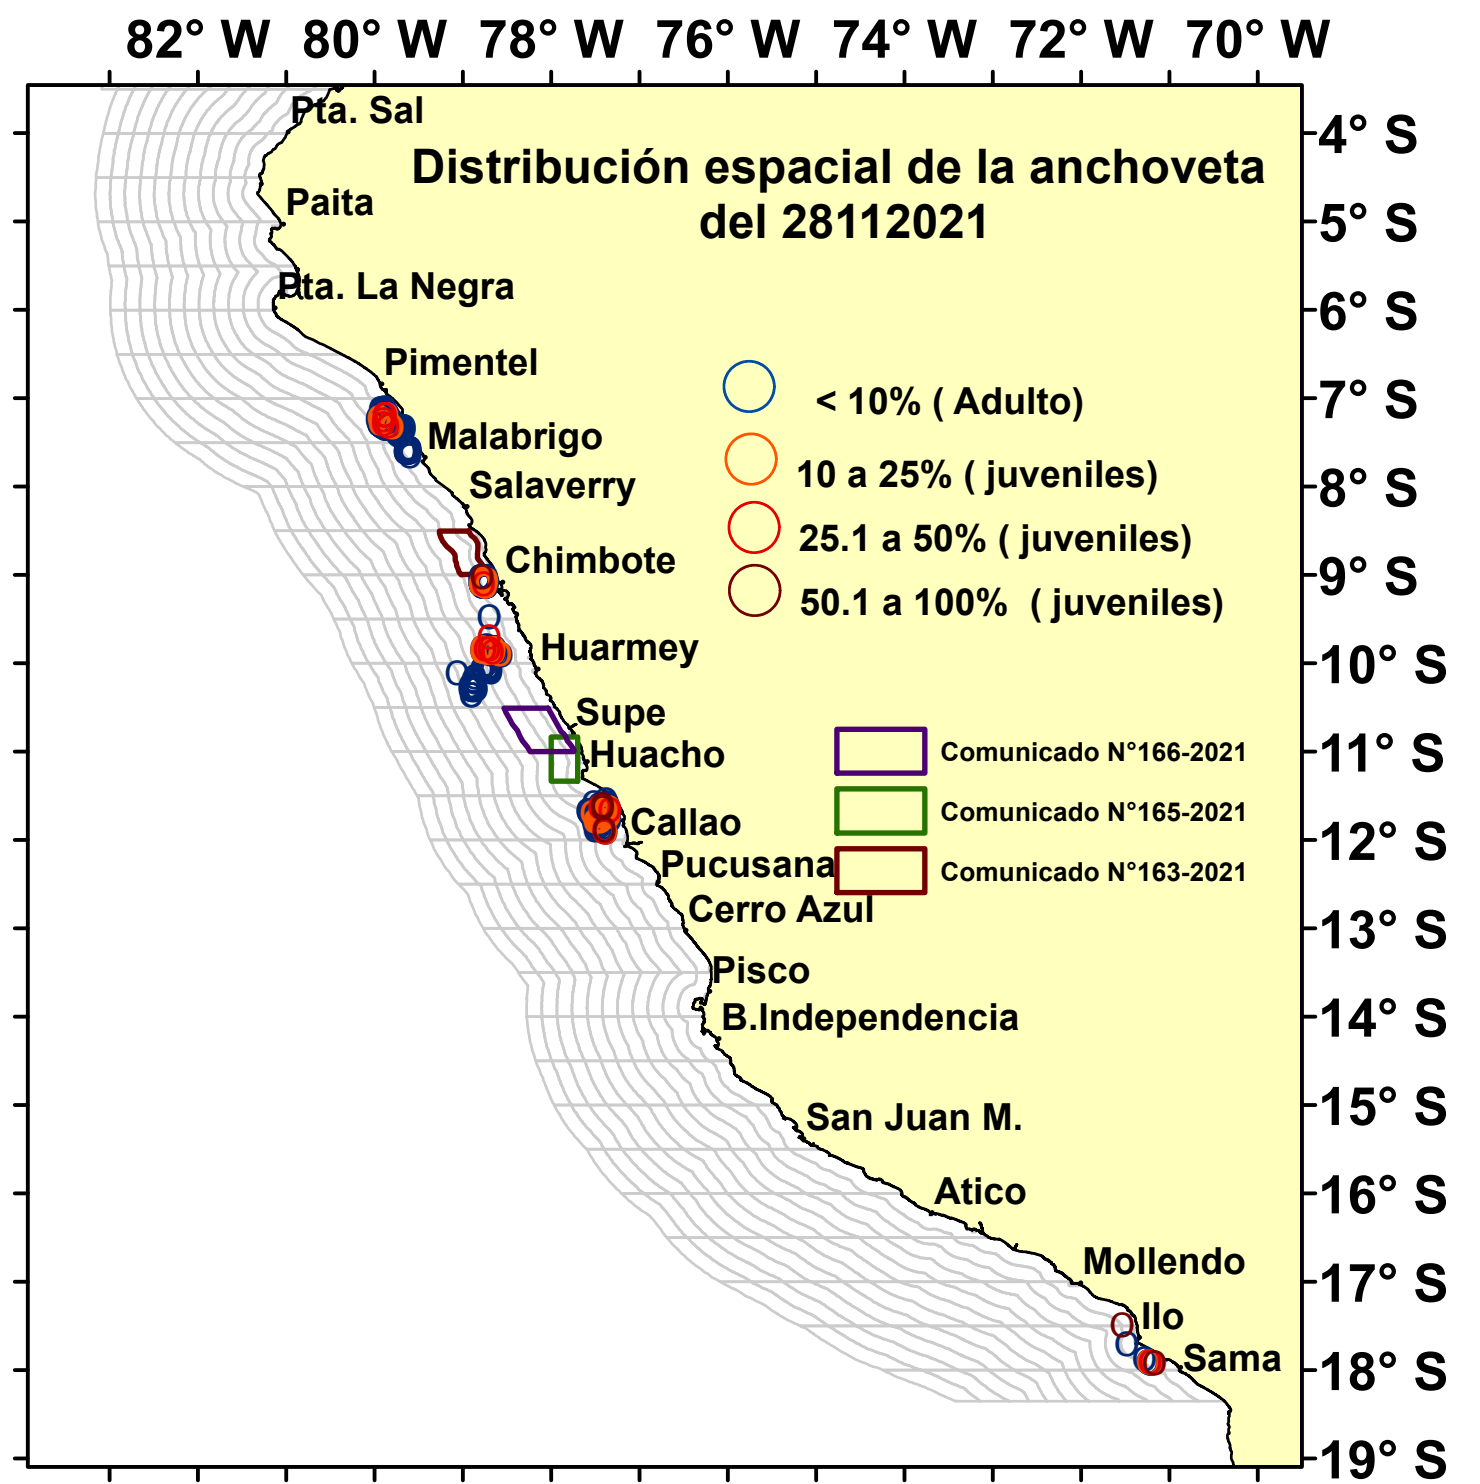 82° W 80° W 78° W 76° W 74° W 72° W 70° W
Pta. Sal
4° S
Distribución espacial de la anchoveta
del 28112021
Paita
5° S
Pta. La Negra
6° S
Pimentel
7° S
< 10% ( Adulto)
Malabrigo
10 a 25% ( juveniles)
Salaverry
8° S
25.1 a 50% ( juveniles)
Chimbote
9° S
50.1 a 100% ( juveniles)
Huarmey
10° S
Supe
Huacho
11° S
Comunicado N°166-2021
Comunicado N°165-2021
Callao
12° S
Pucusana
Comunicado N°163-2021
Cerro Azul
13° S
Pisco
B.Independencia
14° S
San Juan M.
15° S
Atico
16° S
Mollendo
17° S
Ilo
Sama
18° S
19° S